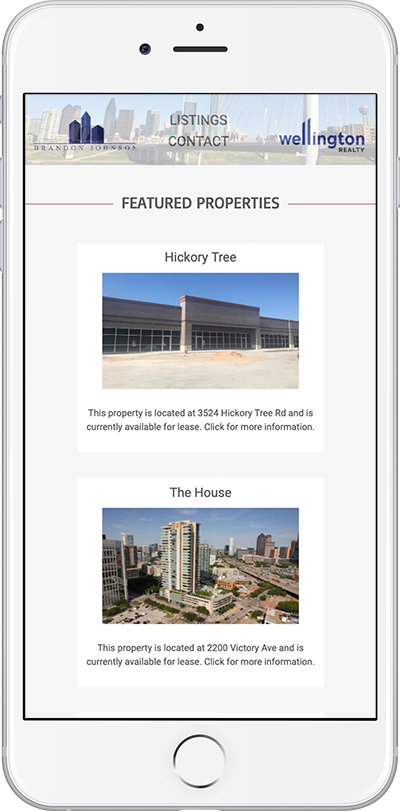 LISTINGS
CONTACT
BRANDON JOHNSON
wellington
REALTY
FEATURED PROPERTIES
Hickory Tree
This property is located at 3524 Hickory Tree Rd and is
currently available for lease. Click for more information.
The House
This property is located at 2200 Victory Ave and is
currently available for lease. Click for more information.